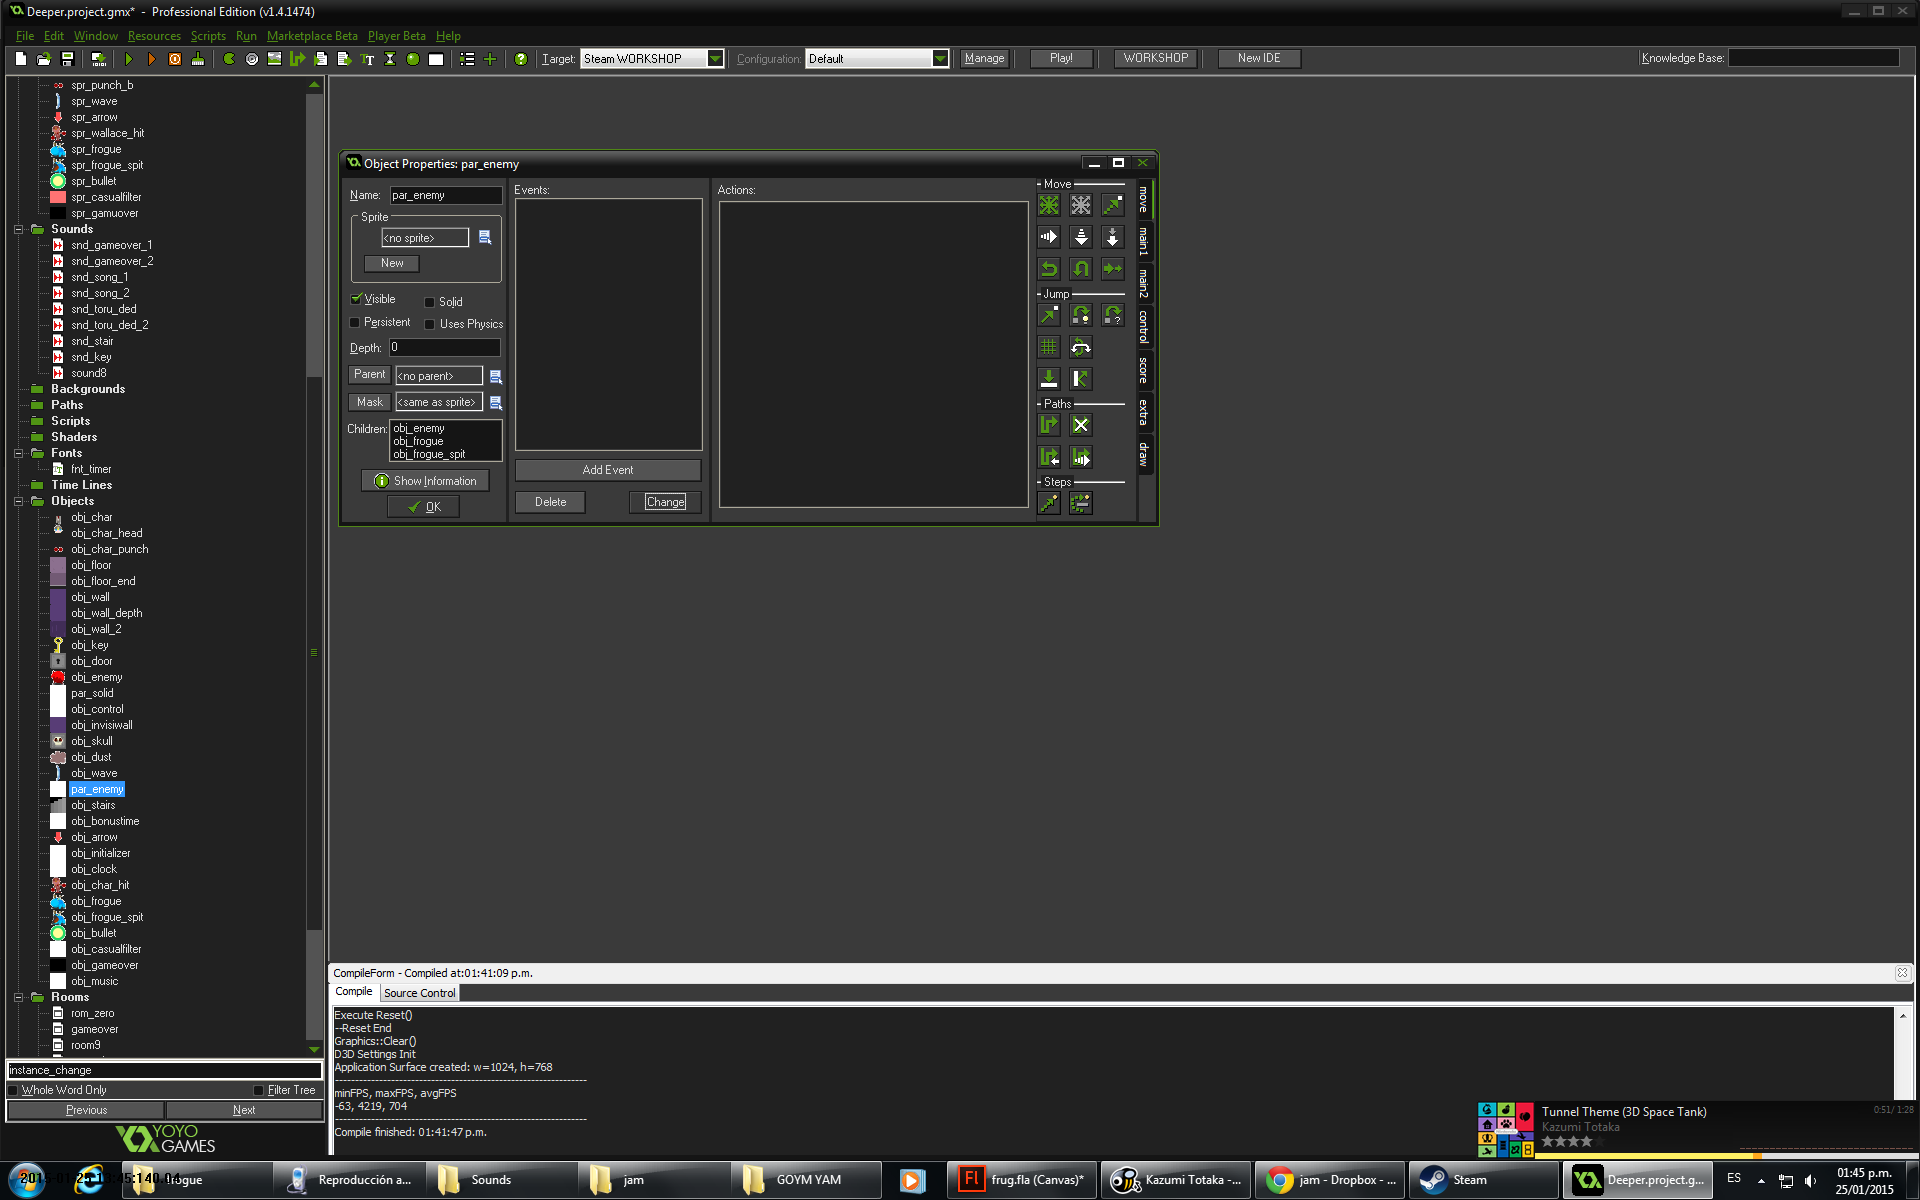 Deeper.project.gmx* - Professional Edition (v1.4.1474)
File Edit Window Resources Scripts Run Marketplace Beta Player Beta Help
Target: Steam WORKSHOP Configuration: Default Manage Play! WORKSHOP New IDE Knowledge Base:
spr_punch_b
spr_wave
spr_arrow
spr_wallace_hit
spr_frogue
spr_frogue_spit
spr_bullet
spr_casualfilter
spr_gamuover
Sounds
snd_gameover_1
snd_gameover_2
snd_song_1
snd_song_2
snd_toru_ded
snd_toru_ded_2
snd_stair
snd_key
sound8
Backgrounds
Paths
Scripts
Shaders
Fonts
fnt_timer
Time Lines
Objects
obj_char
obj_char_head
obj_char_punch
obj_floor
obj_floor_end
obj_wall
obj_wall_depth
obj_wall_2
obj_key
obj_door
obj_enemy
par_solid
obj_control
obj_invisiwall
obj_skull
obj_dust
obj_wave
par_enemy
obj_stairs
obj_bonustime
obj_arrow
obj_initializer
obj_clock
obj_char_hit
obj_frogue
obj_frogue_spit
obj_bullet
obj_casualfilter
obj_gameover
obj_music
Rooms
rom_zero
gameover
room9
instance_change
Whole Word Only Filter Tree
Previous Next
YOYO
GAMES
Object Properties: par_enemy
Name: par_enemy
Sprite
<no sprite>
New
Visible Solid
Persistent Uses Physics
Depth: 0
Parent <no parent>
Mask <same as sprite>
Children: obj_enemy
obj_frogue
obj_frogue_spit
Show Information
OK
Events:
Add Event
Delete Change
Actions:
Move
Jump
Paths
Steps
move
main1
main2
control
score
extra
draw
CompileForm - Compiled at:01:41:09 p.m.
Compile Source Control
Execute Reset()
--Reset End
Graphics::Clear()
D3D Settings Init
Application Surface created: w=1024, h=768
minFPS, maxFPS, avgFPS
-63, 4219, 704
Compile finished: 01:41:47 p.m.
Tunnel Theme (3D Space Tank) 0:51/ 1:28
Kazumi Totaka
Reproducción a...
Sounds
jam
GOYM YAM
frug.fla (Canvas)*
Kazumi Totaka -...
jam - Dropbox - ...
Steam
Deeper.project.g...
ES
01:45 p.m.
25/01/2015